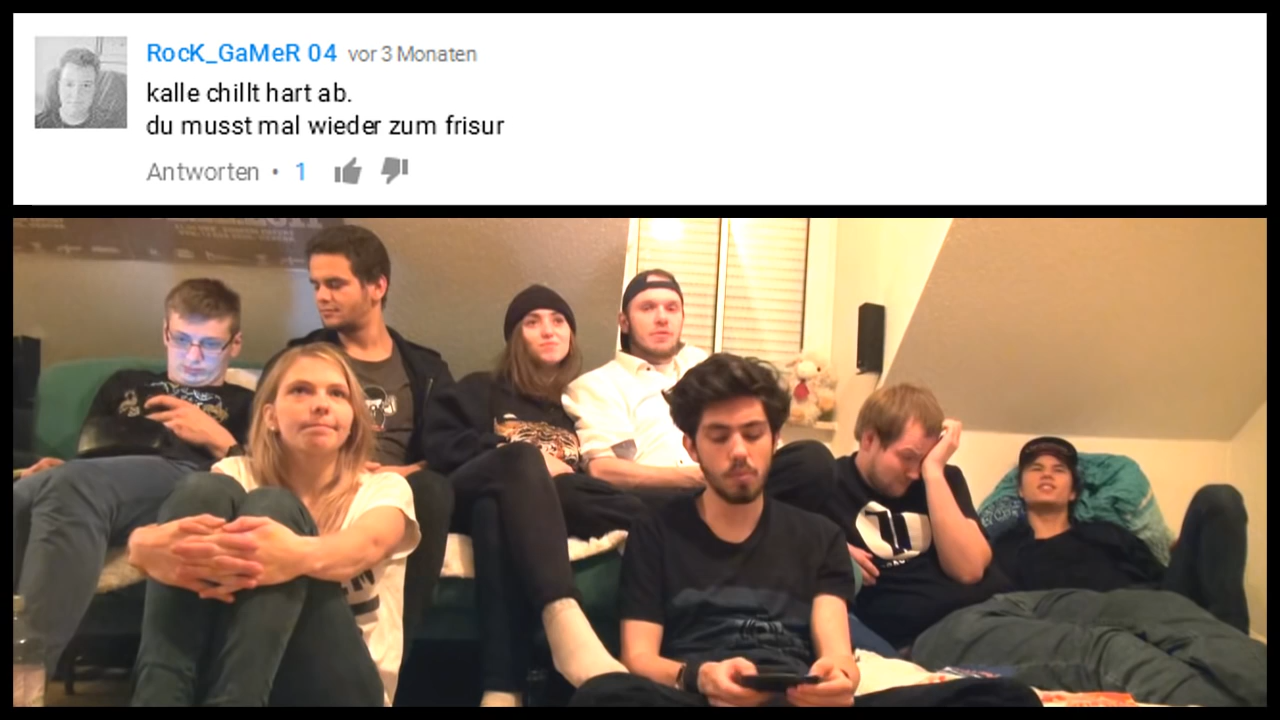 RocK_GaMeR 04 vor 3 Monaten
kalle chillt hart ab.
du musst mal wieder zum frisur
Antworten • 1